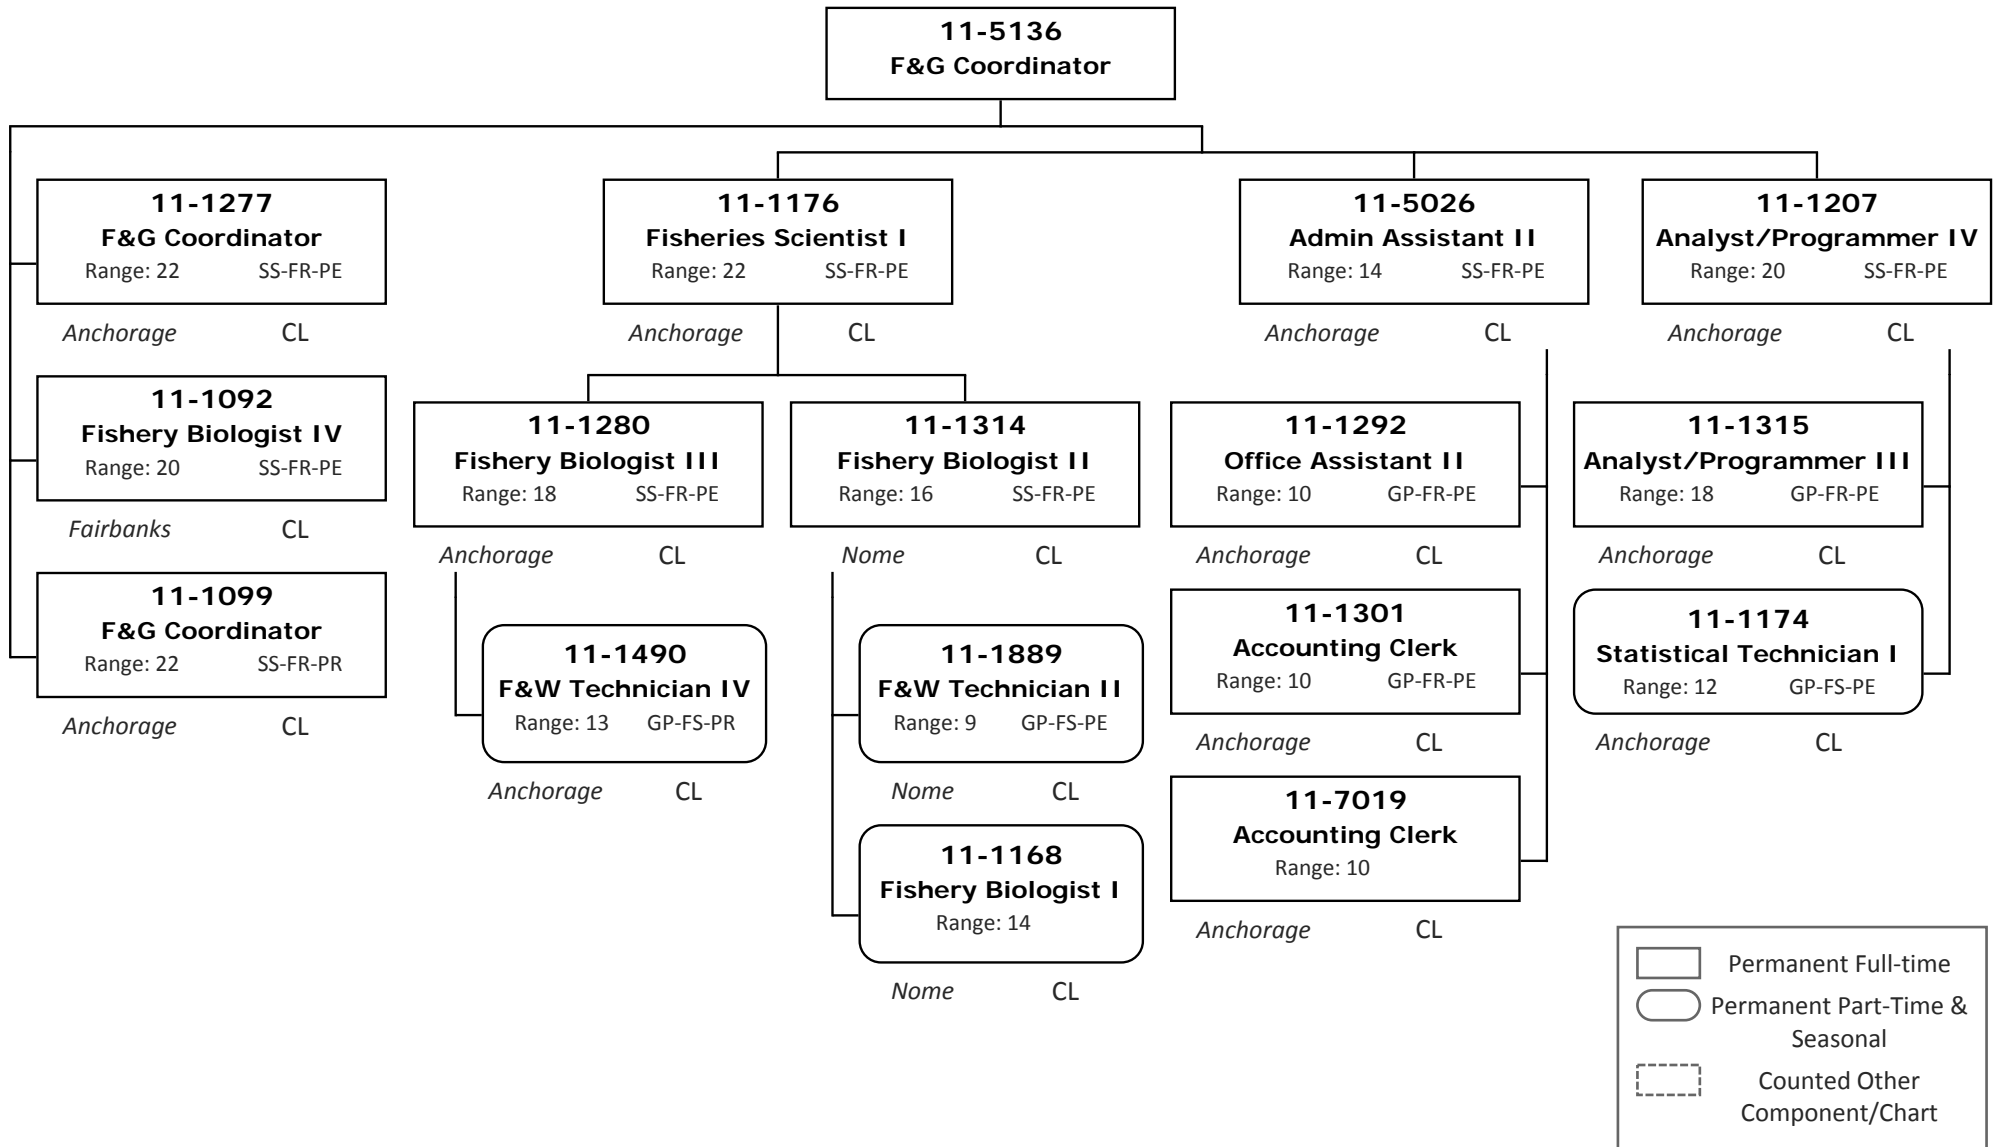 11-5136
F&G Coordinator
11-1277
F&G Coordinator
Range: 22 SS-FR-PE
Anchorage CL
11-1092
Fishery Biologist IV
Range: 20 SS-FR-PE
Fairbanks CL
11-1099
F&G Coordinator
Range: 22 SS-FR-PR
Anchorage CL
11-1176
Fisheries Scientist I
Range: 22 SS-FR-PE
Anchorage CL
11-1280
Fishery Biologist III
Range: 18 SS-FR-PE
Anchorage CL
11-1490
F&W Technician IV
Range: 13 GP-FS-PR
Anchorage CL
11-1314
Fishery Biologist II
Range: 16 SS-FR-PE
Nome CL
11-1889
F&W Technician II
Range: 9 GP-FS-PE
Nome CL
11-1168
Fishery Biologist I
Range: 14
Nome CL
11-5026
Admin Assistant II
Range: 14 SS-FR-PE
Anchorage CL
11-1292
Office Assistant II
Range: 10 GP-FR-PE
Anchorage CL
11-1301
Accounting Clerk
Range: 10 GP-FR-PE
Anchorage CL
11-7019
Accounting Clerk
Range: 10
Anchorage CL
11-1207
Analyst/Programmer IV
Range: 20 SS-FR-PE
Anchorage CL
11-1315
Analyst/Programmer III
Range: 18 GP-FR-PE
Anchorage CL
11-1174
Statistical Technician I
Range: 12 GP-FS-PE
Anchorage CL
Permanent Full-time
Permanent Part-Time &
Seasonal
Counted Other
Component/Chart